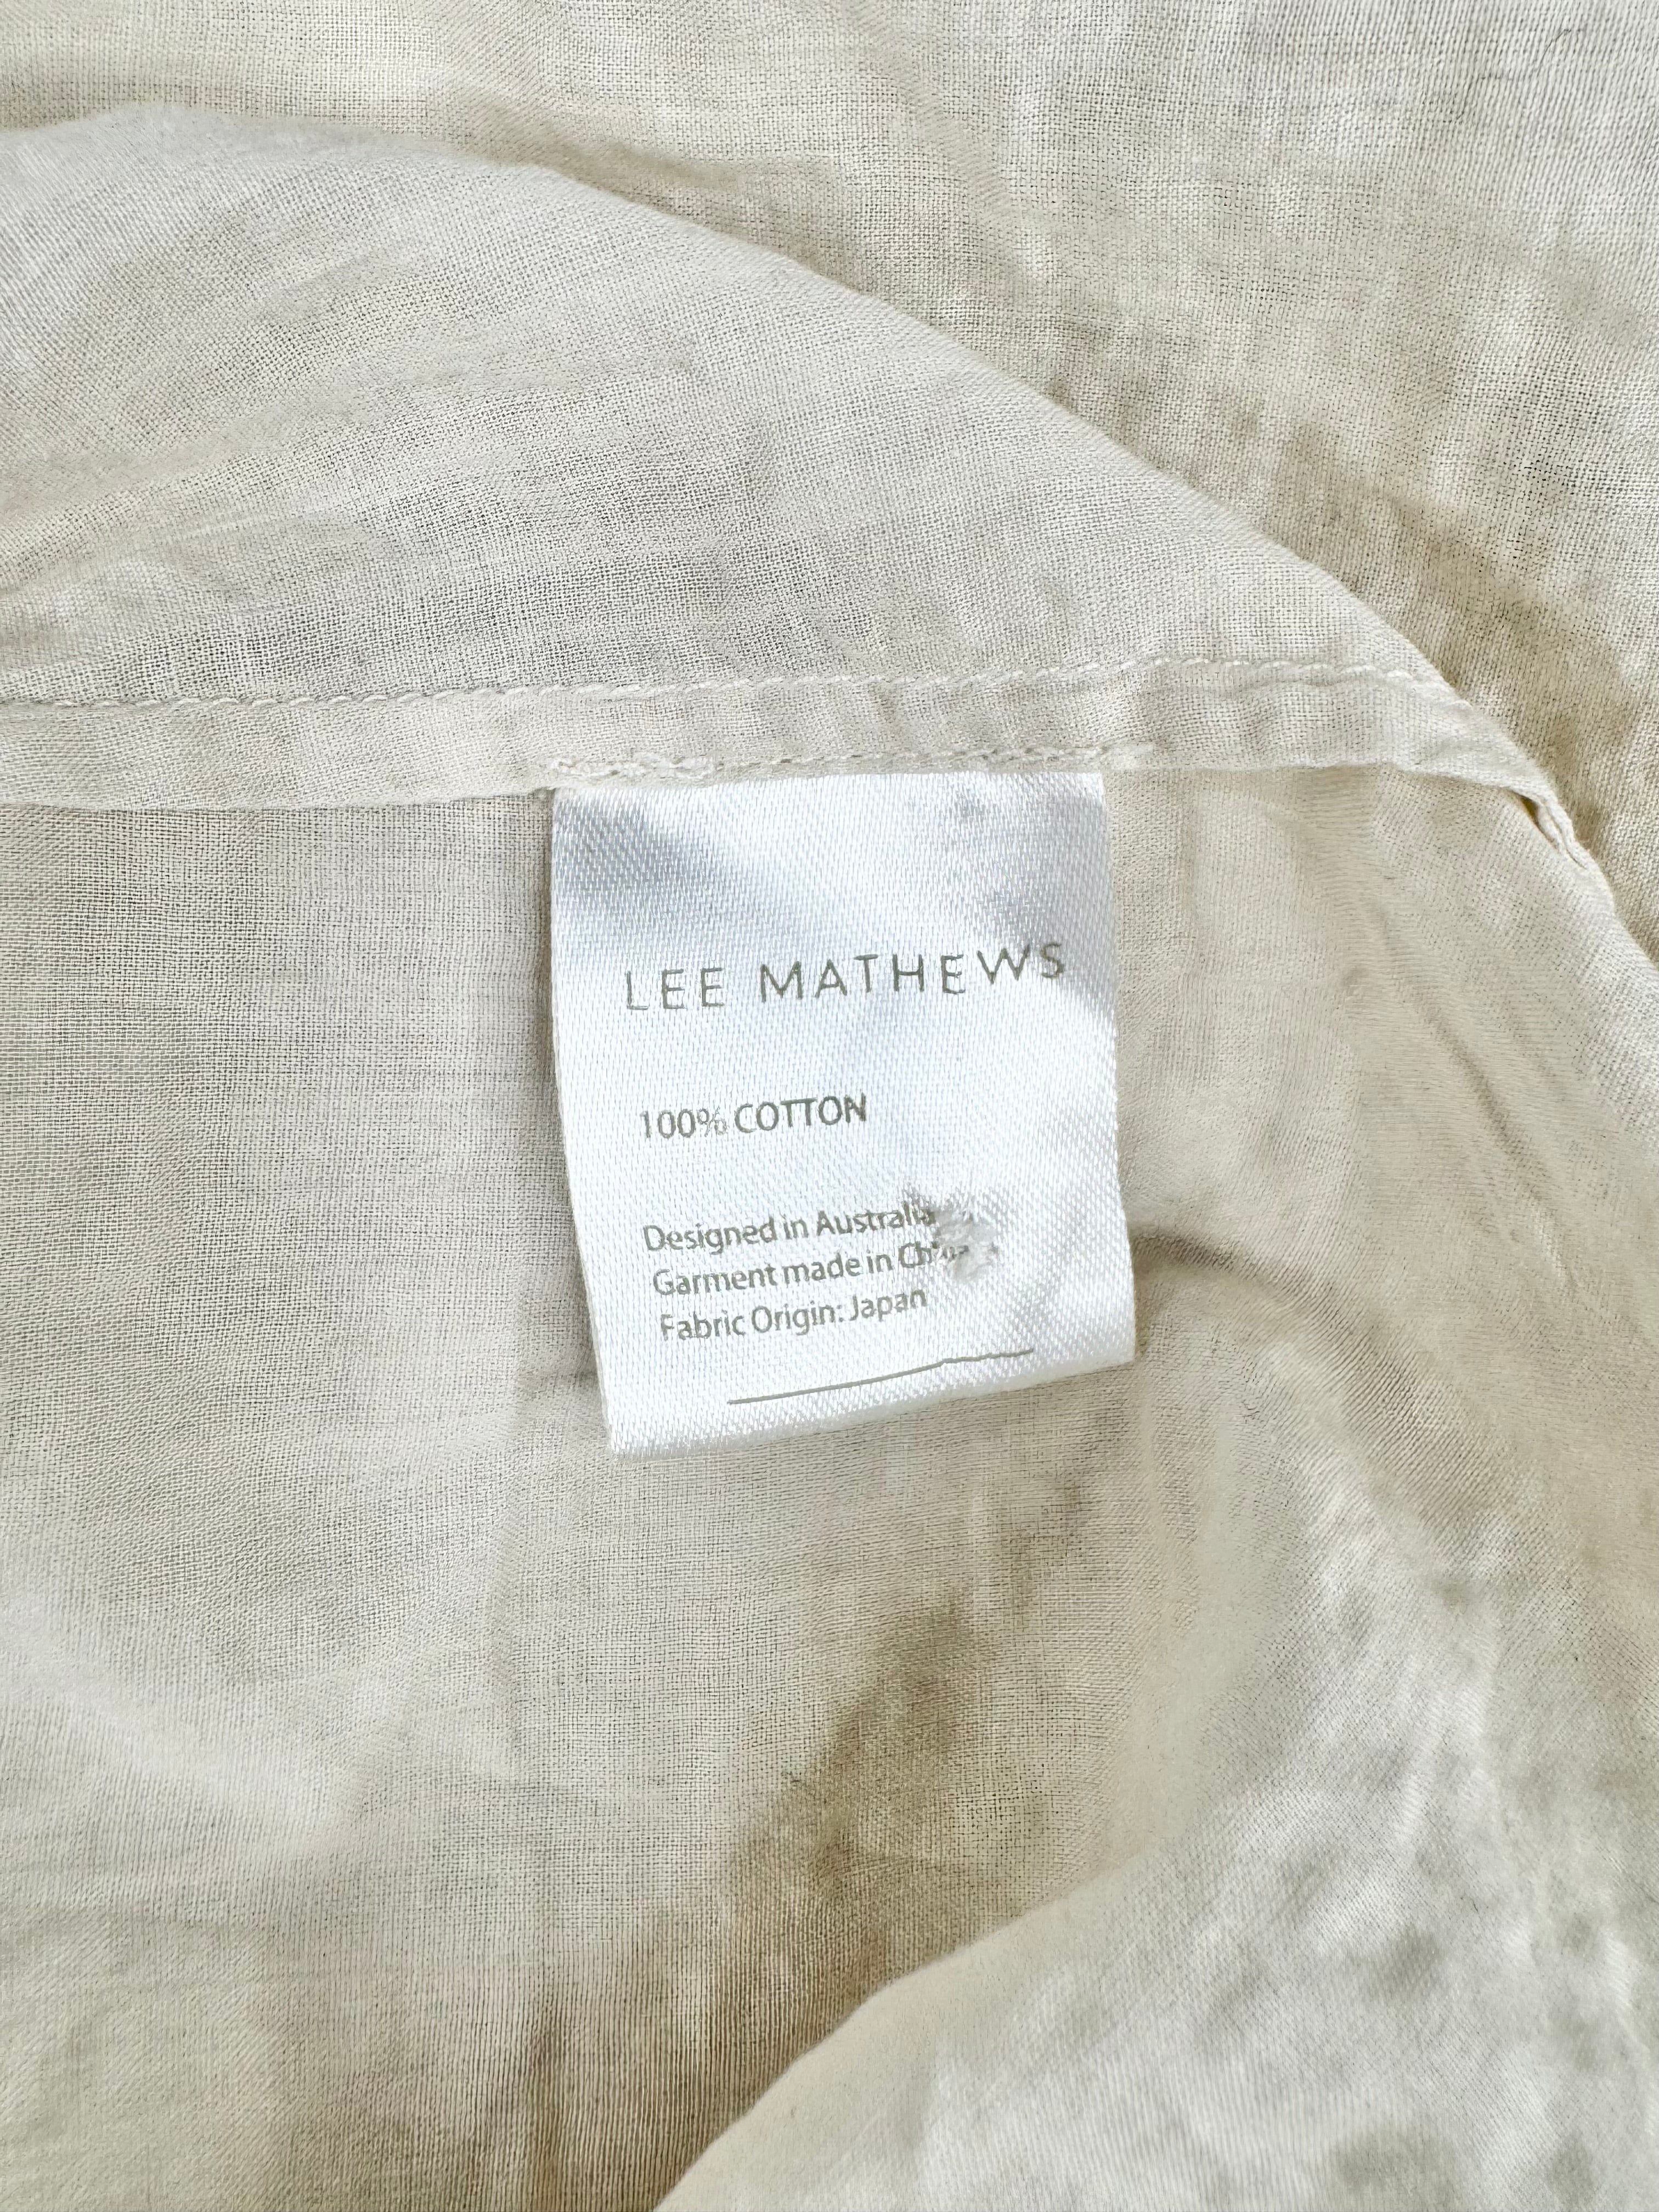 LEE MATHEWS
100% COTTON
Designed in Australia
Garment made in China
Fabric Origin: Japan